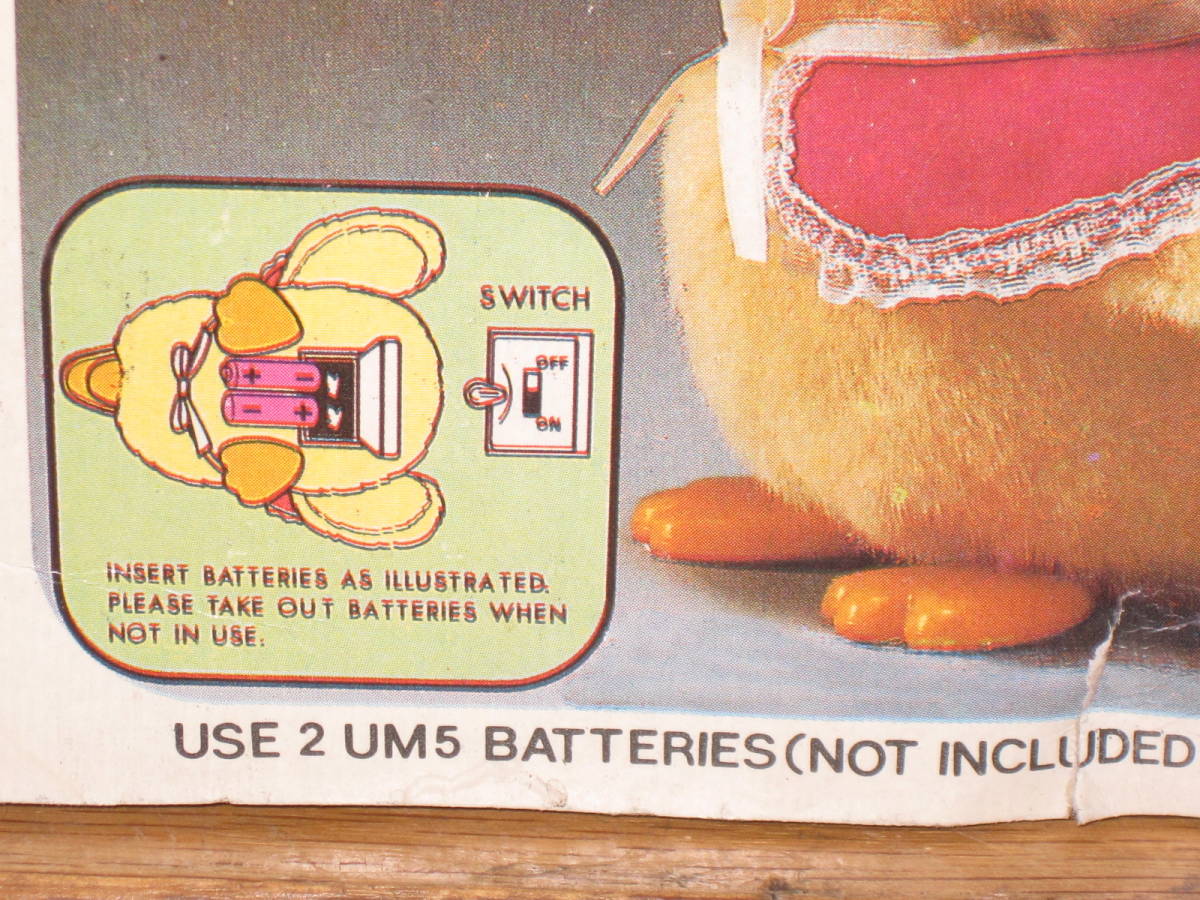 SWITCH
OFF
ON
+ −
− +
INSERT BATTERIES AS ILLUSTRATED.
PLEASE TAKE OUT BATTERIES WHEN
NOT IN USE.
USE 2 UM5 BATTERIES (NOT INCLUDED